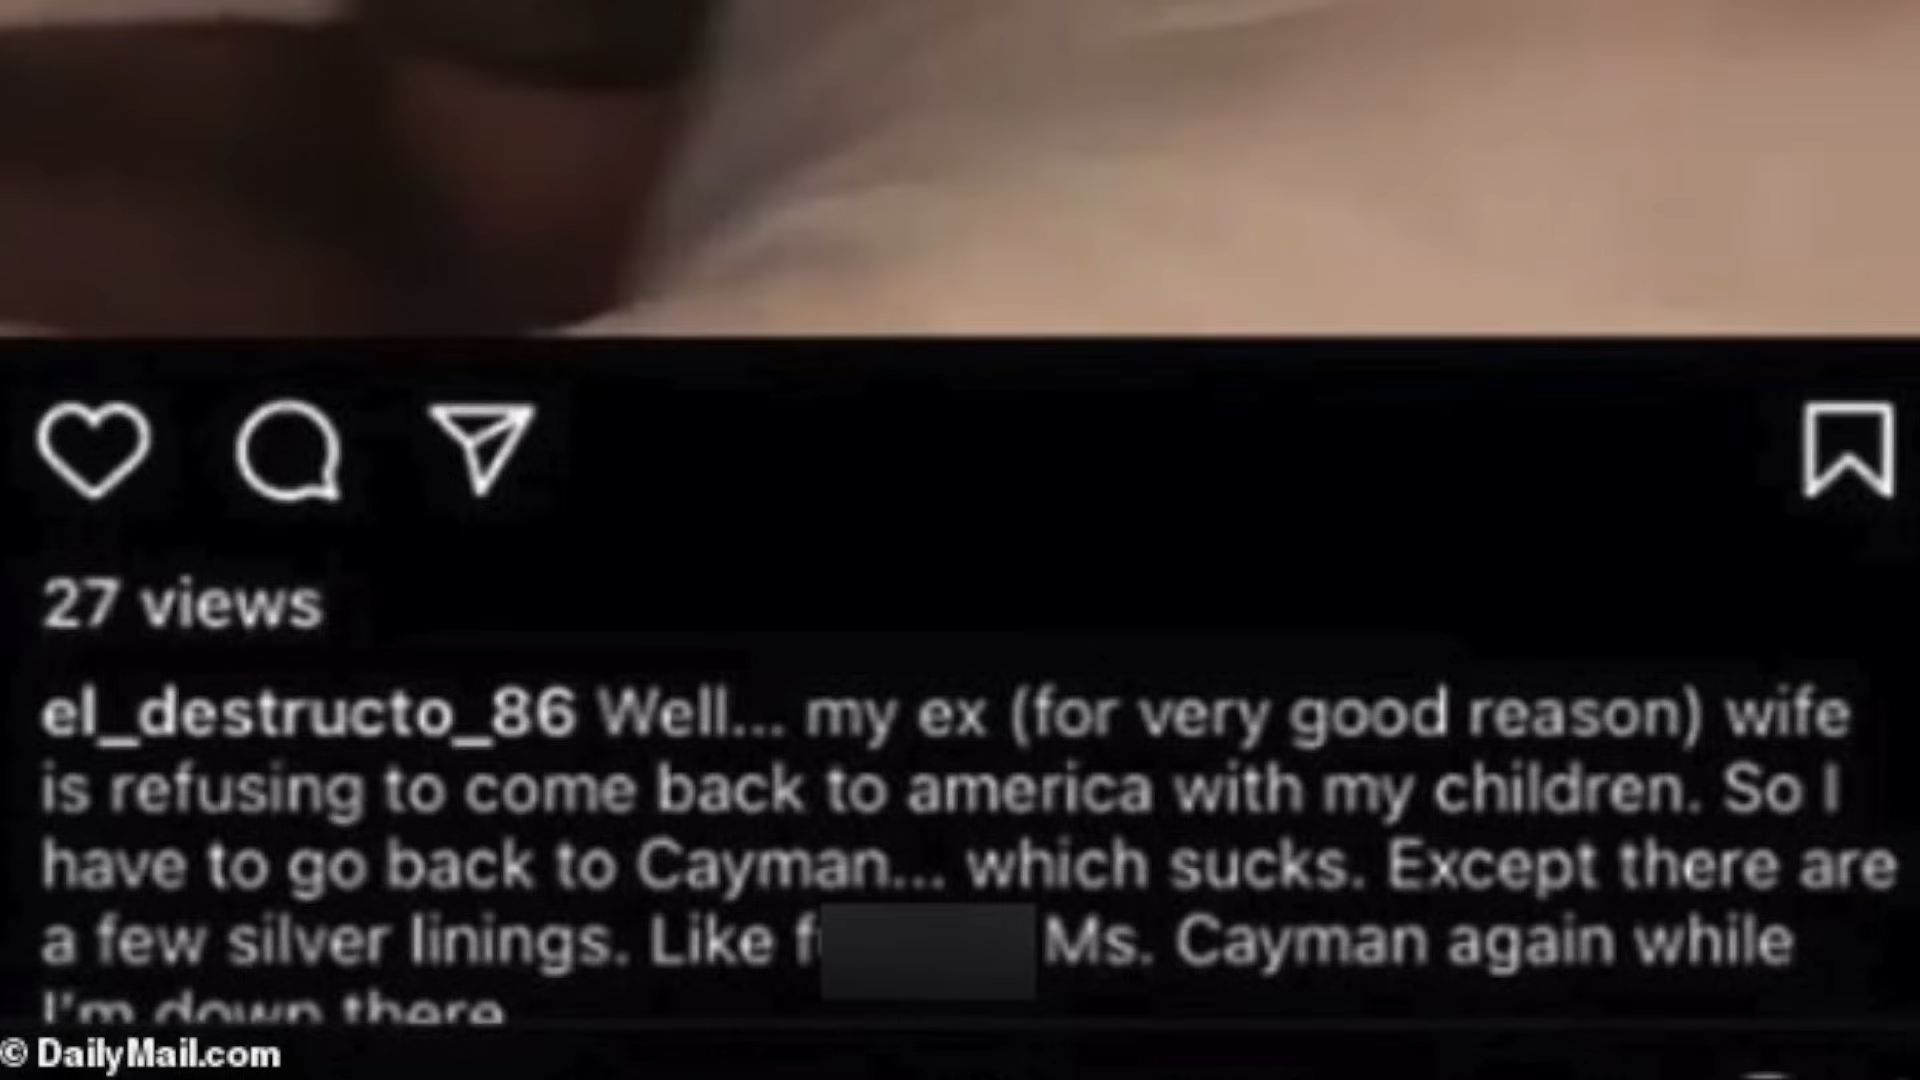 27 views
el_destructo_86 Well... my ex (for very good reason) wife
is refusing to come back to america with my children. So I
have to go back to Cayman... which sucks. Except there are
a few silver linings. Like f Ms. Cayman again while
I'm down there
© DailyMail.com